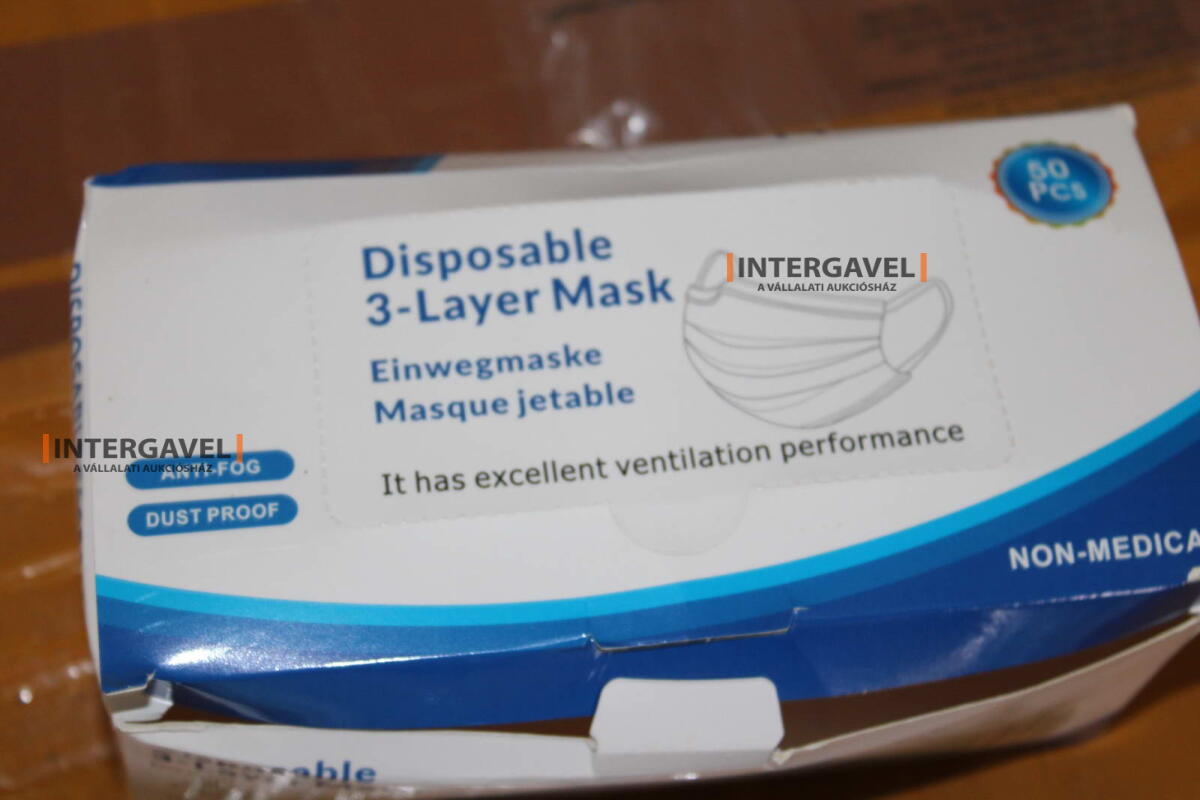 50
PCS
Disposable
3-Layer Mask
INTERGAVEL
A VÁLLALATI AUKCIÓSHÁZ
Einwegmaske
Masque jetable
It has excellent ventilation performance
INTERGAVEL
A VÁLLALATI AUKCIÓSHÁZ
ANTI-FOG
DUST PROOF
NON-MEDICA